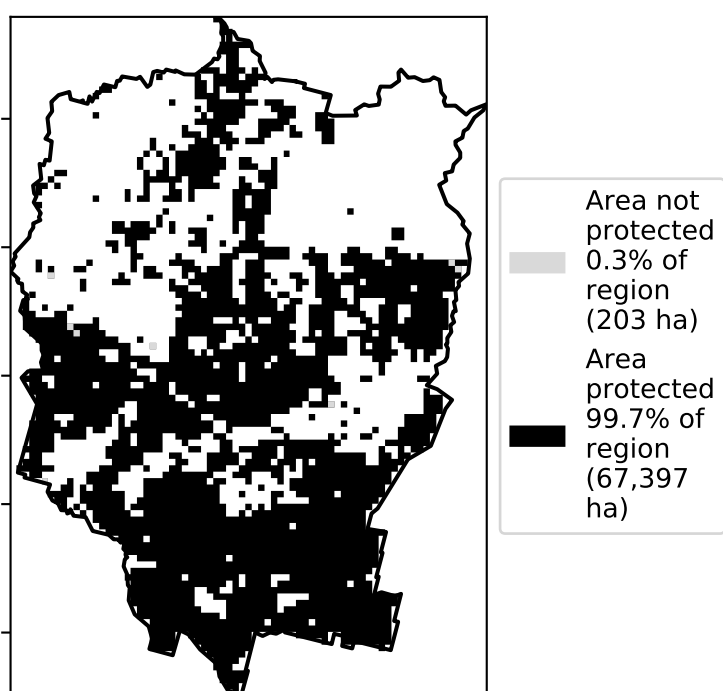 Area not
protected
0.3% of
region
(203 ha)
Area
protected
99.7% of
region
(67,397
ha)